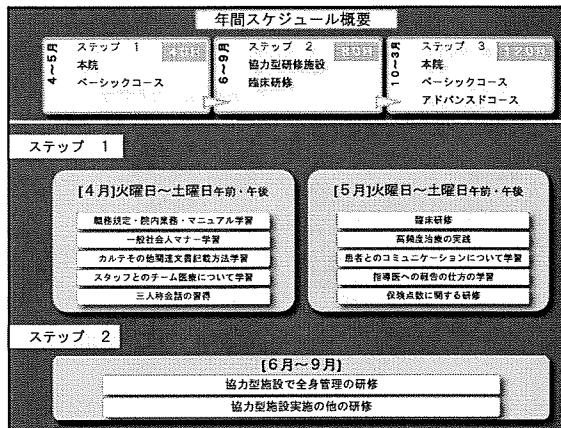 年間スケジュール概要
4～5月
ステップ 1
本院
ベーシックコース
6～9月
ステップ 2
協力型研修施設
臨床研修
10～3月
ステップ 3
120日
本院
ベーシックコース
アドバンスドコース
ステップ 1
[4月]火曜日～土曜日午前・午後
職務規定・院内業務・マニュアル学習
一般社会人マナー学習
カルテその他関連文書記載方法学習
スタッフとのチーム医療について学習
三人称会話の習得
[5月]火曜日～土曜日午前・午後
臨床研修
高頻度治療の実践
患者とのコミュニケーションについて学習
指導医への報告の仕方の学習
保険点数に関する研修
ステップ 2
[6月～9月]
協力型施設で全身管理の研修
協力型施設実施の他の研修